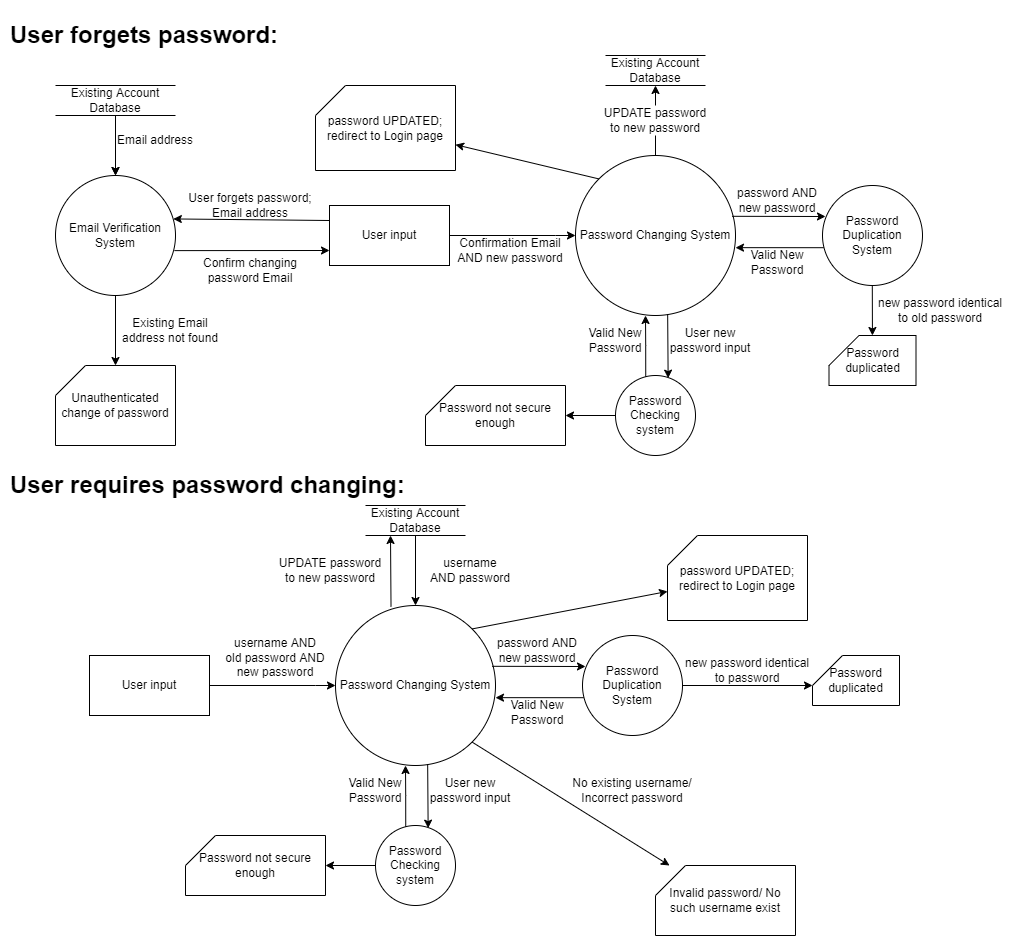 User forgets password:
Existing Account
Database
Email address
Email Verification
System
User forgets password;
Email address
Confirm changing
password Email
Existing Email
address not found
Unauthenticated
change of password
User input
password UPDATED;
redirect to Login page
Confirmation Email
AND new password
Existing Account
Database
UPDATE password
to new password
Password Changing System
password AND
new password
Valid New
Password
Password
Duplication
System
new password identical
to old password
Password
duplicated
Valid New
Password
User new
password input
Password
Checking
system
Password not secure
enough
User requires password changing:
Existing Account
Database
UPDATE password
to new password
username
AND password
password UPDATED;
redirect to Login page
User input
username AND
old password AND
new password
Password Changing System
password AND
new password
Valid New
Password
Password
Duplication
System
new password identical
to password
Password
duplicated
Valid New
Password
User new
password input
No existing username/
Incorrect password
Password
Checking
system
Password not secure
enough
Invalid password/ No
such username exist